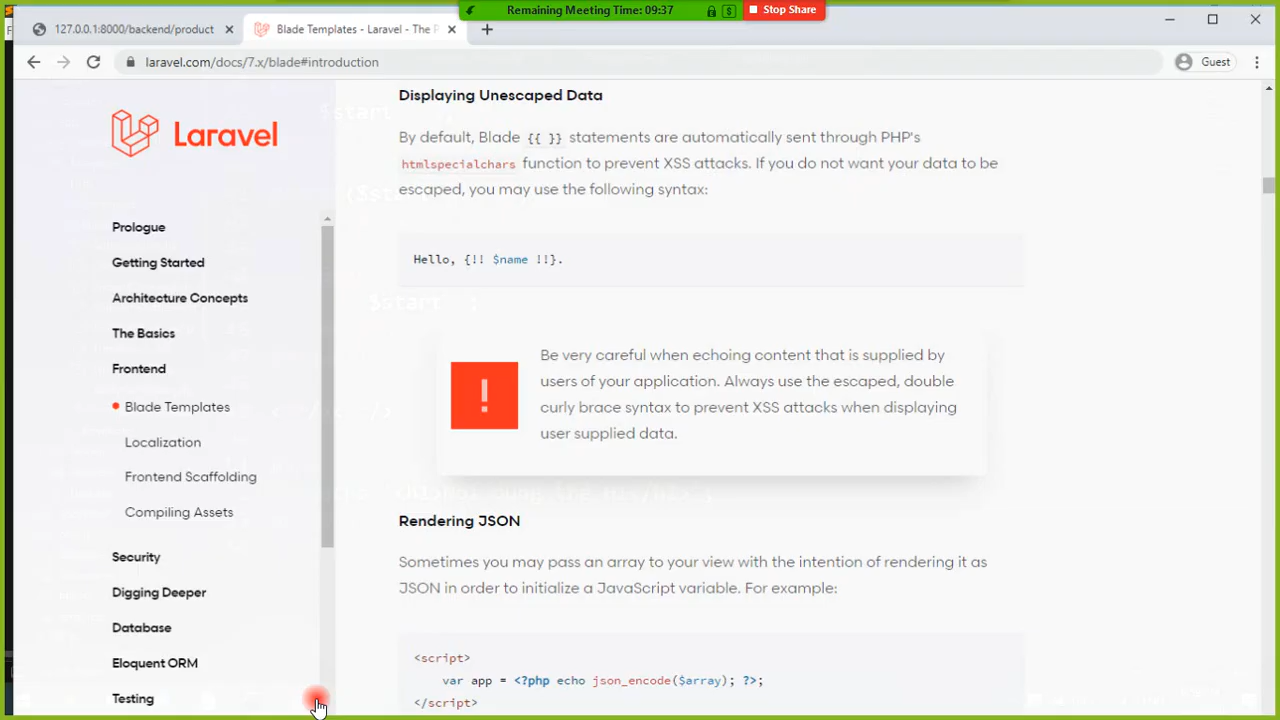 Remaining Meeting Time: 09:37
Stop Share
127.0.0.1:8000/backend/product
Blade Templates - Laravel - The P
laravel.com/docs/7.x/blade#introduction
Guest
Laravel
Prologue
Getting Started
Architecture Concepts
The Basics
Frontend
Blade Templates
Localization
Frontend Scaffolding
Compiling Assets
Security
Digging Deeper
Database
Eloquent ORM
Testing
Displaying Unescaped Data
By default, Blade {{ }} statements are automatically sent through PHP's
htmlspecialchars function to prevent XSS attacks. If you do not want your data to be
escaped, you may use the following syntax:
Hello, {!! $name !!}.
!
Be very careful when echoing content that is supplied by
users of your application. Always use the escaped, double
curly brace syntax to prevent XSS attacks when displaying
user supplied data.
Rendering JSON
Sometimes you may pass an array to your view with the intention of rendering it as
JSON in order to initialize a JavaScript variable. For example:
<script>
var app = <?php echo json_encode($array); ?>;
</script>